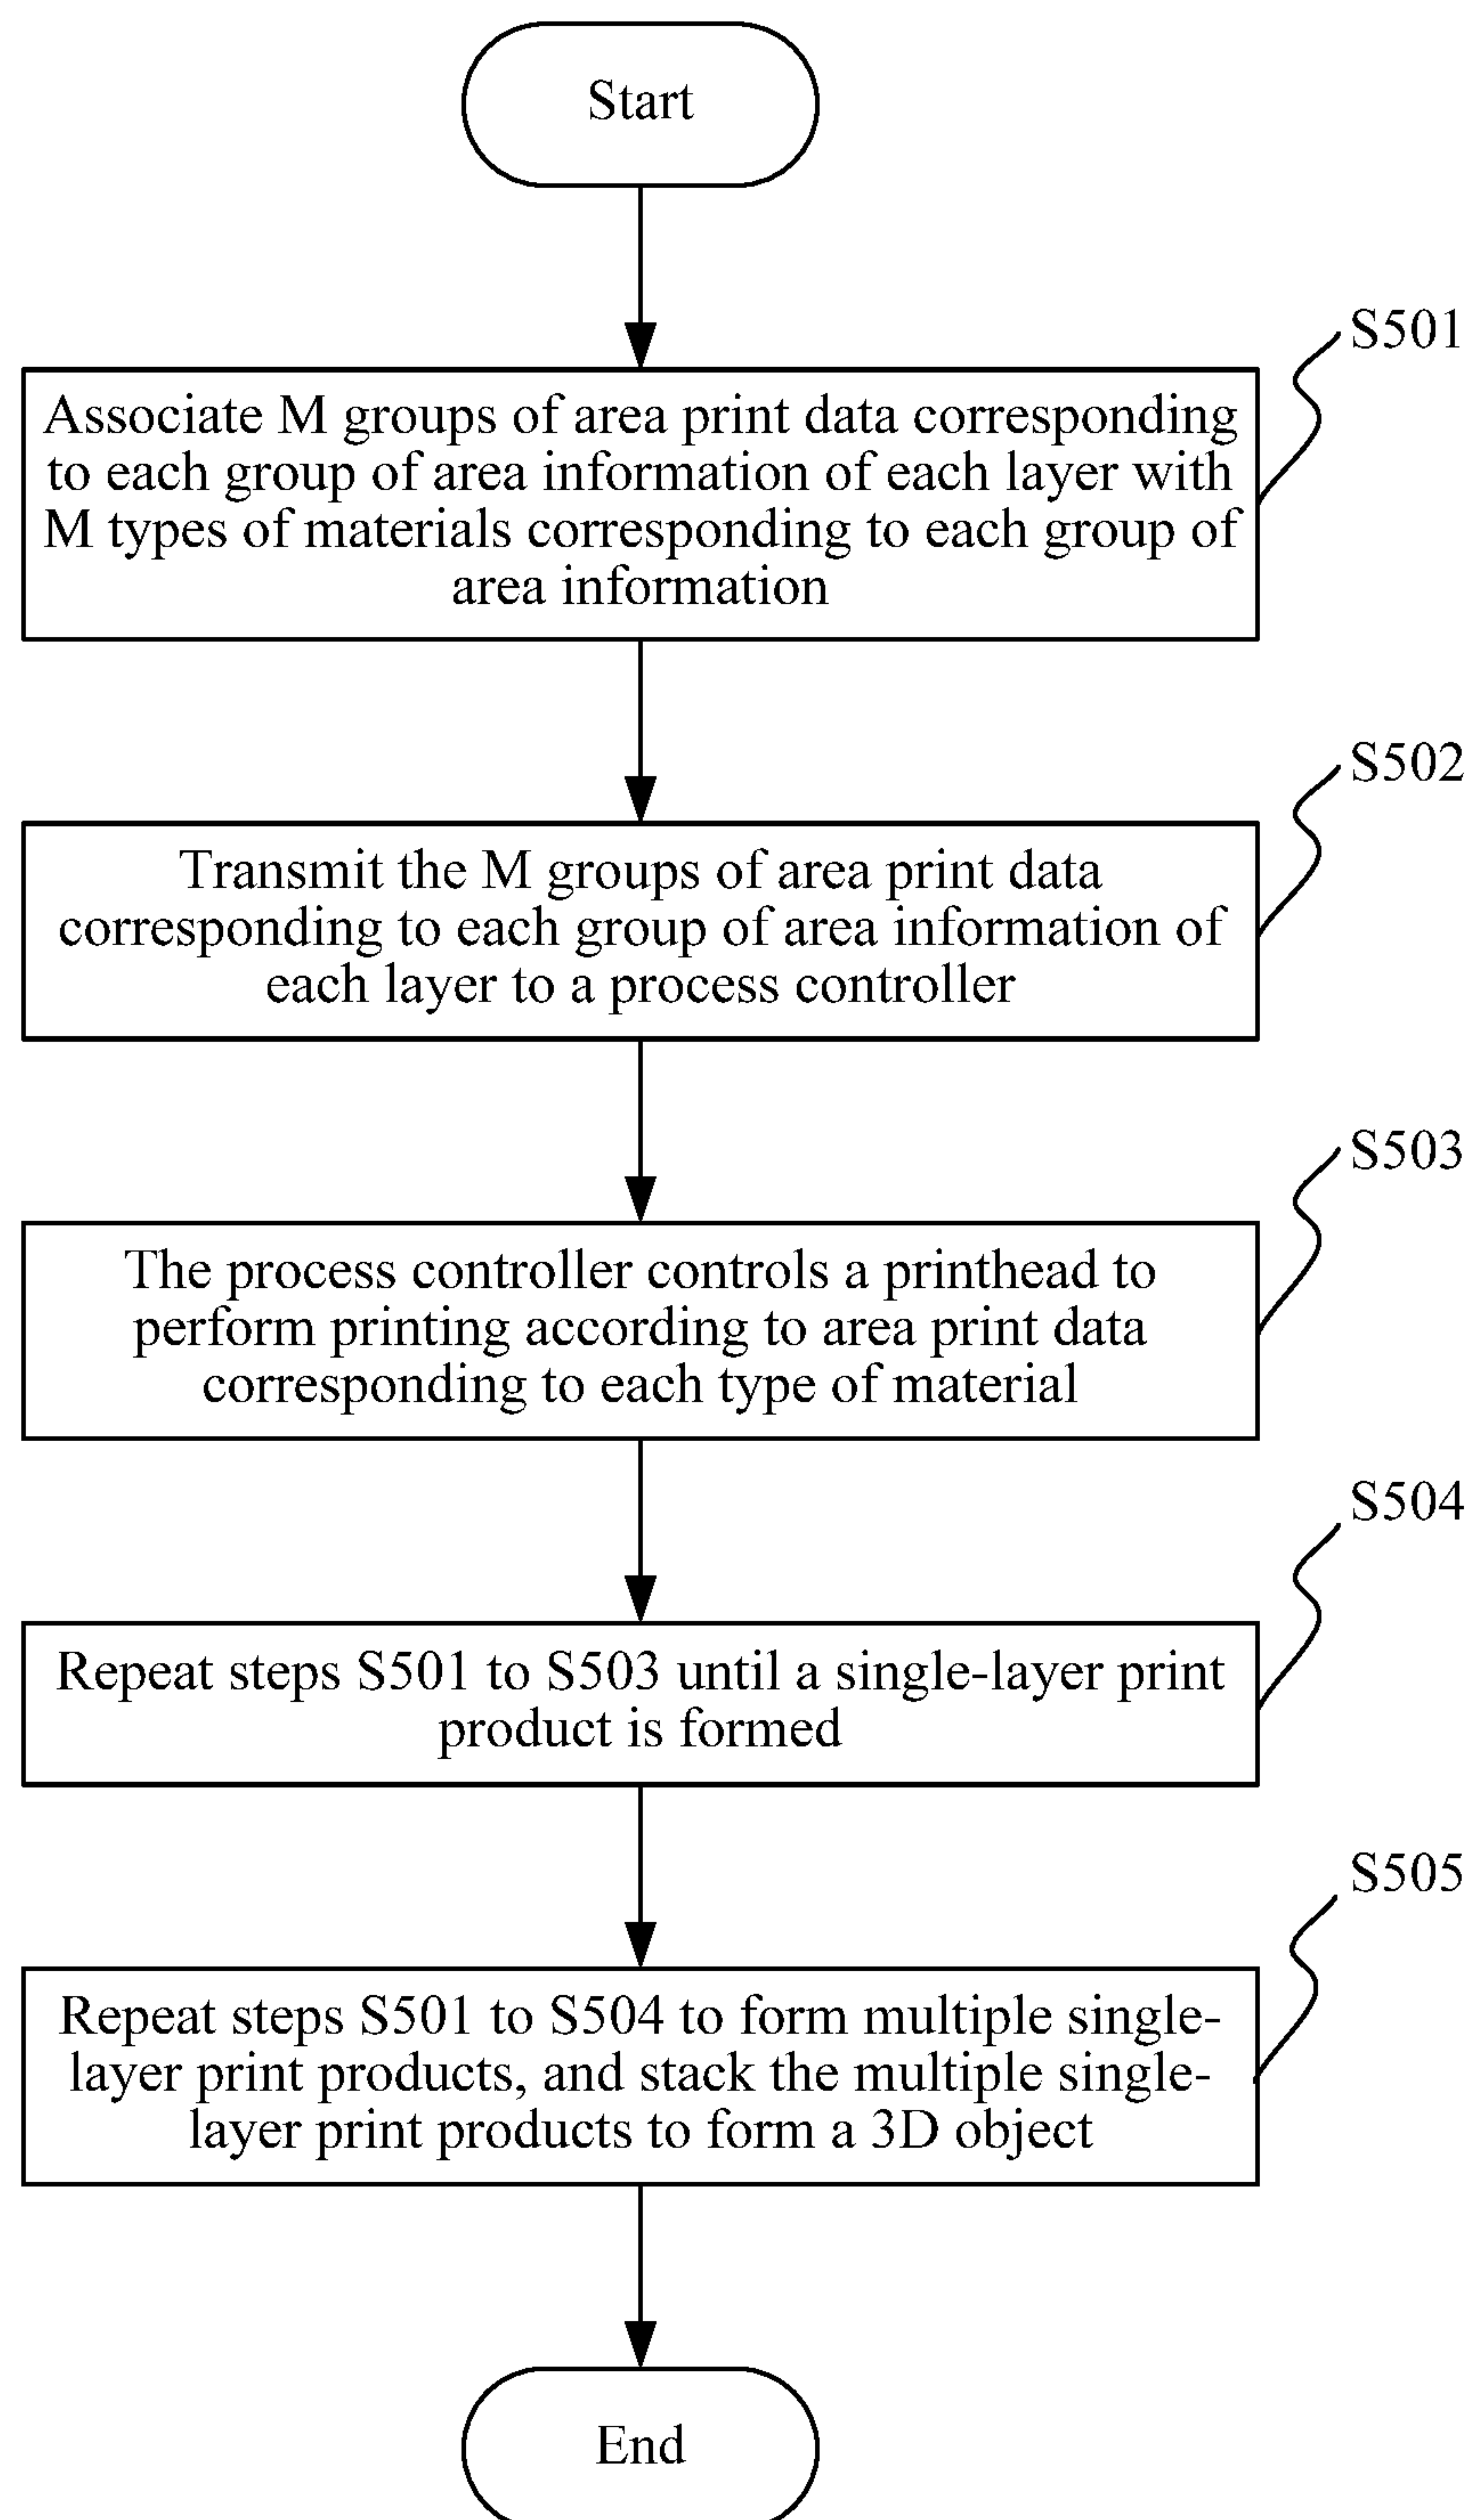 Start
S501
Associate M groups of area print data corresponding
to each group of area information of each layer with
M types of materials corresponding to each group of
area information
S502
Transmit the M groups of area print data
corresponding to each group of area information of
each layer to a process controller
S503
The process controller controls a printhead to
perform printing according to area print data
corresponding to each type of material
S504
Repeat steps S501 to S503 until a single-layer print
product is formed
S505
Repeat steps S501 to S504 to form multiple single-
layer print products, and stack the multiple single-
layer print products to form a 3D object
End